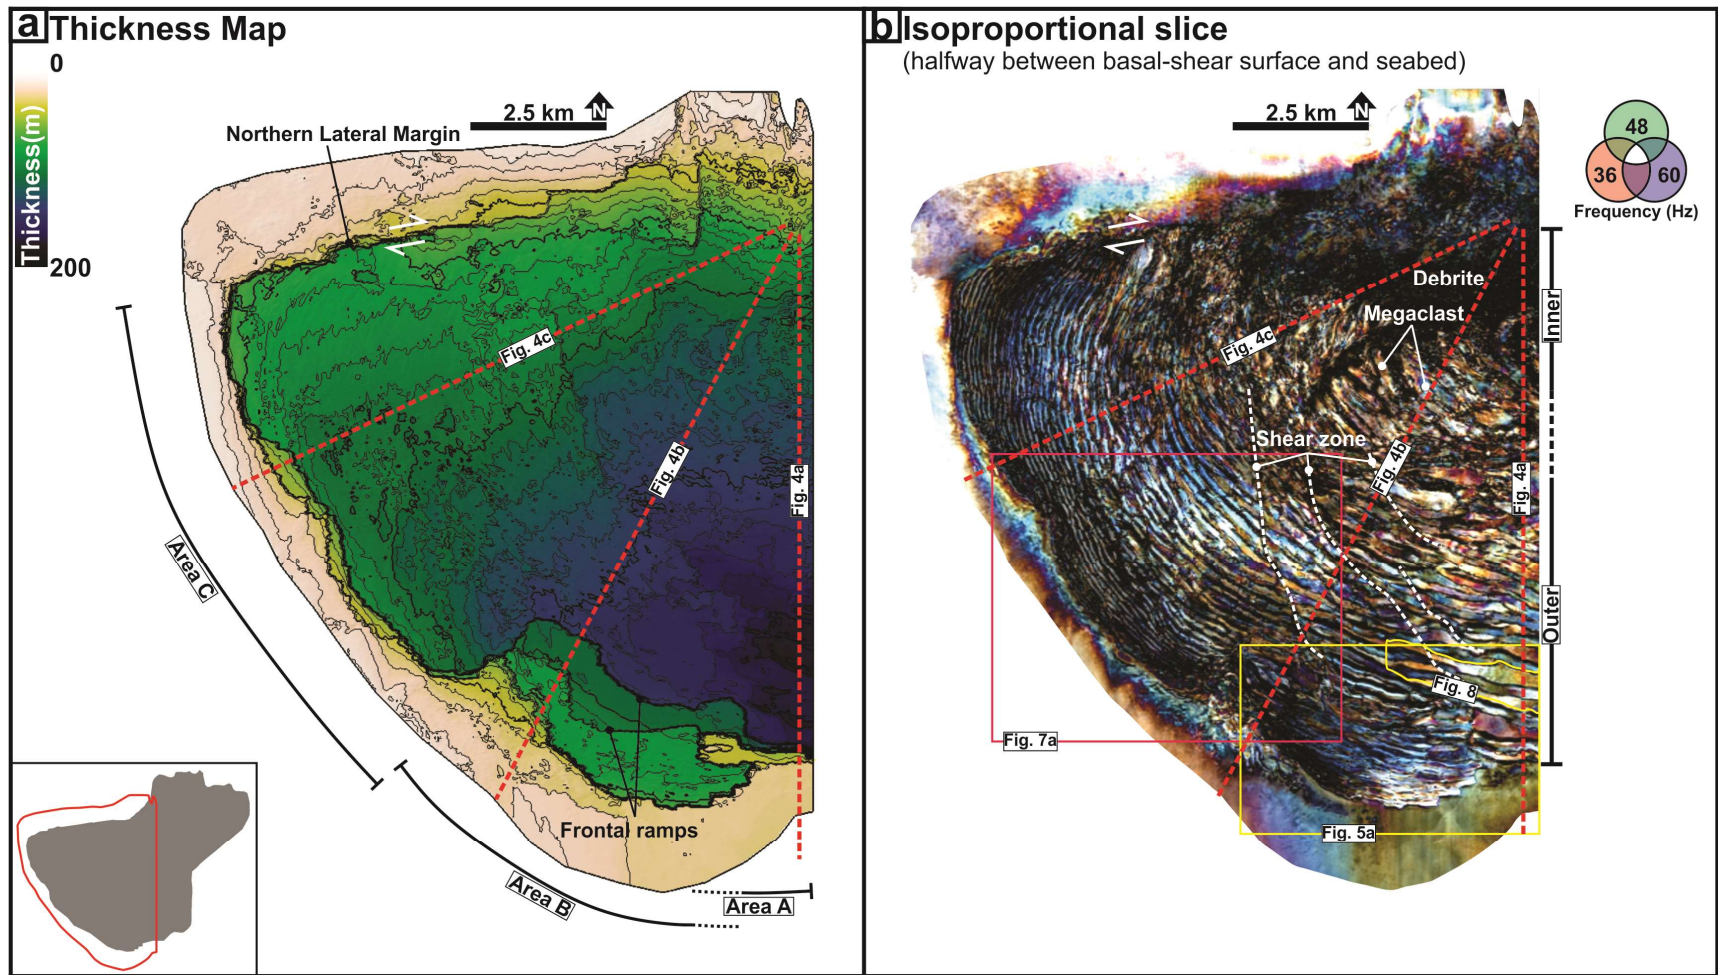 a Thickness Map
0
Thickness(m)
200
2.5 km N
Northern Lateral Margin
Fig. 4c
Fig. 4b
Fig. 4a
Area C
Frontal ramps
Area B
Area A
b Isoproportional slice
(halfway between basal-shear surface and seabed)
2.5 km N
48
36 60
Frequency (Hz)
Debrite
Megaclast
Inner
Fig. 4c
Shear zone
Fig. 4b
Fig. 4a
Outer
Fig. 8
Fig. 7a
Fig. 5a